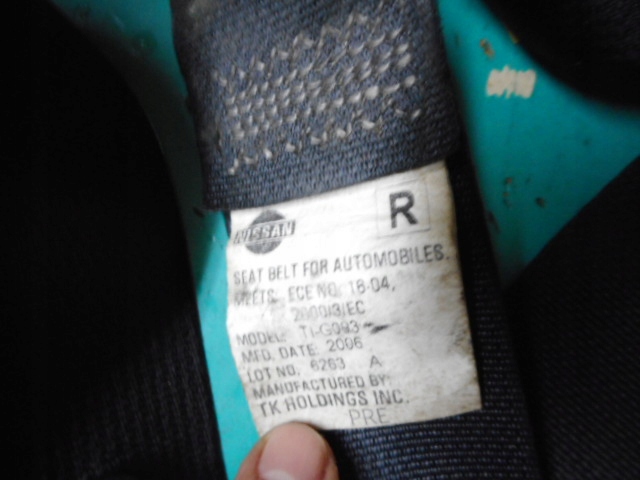 NISSAN
R
SEAT BELT FOR AUTOMOBILES.
MEETS: ECE NO. 16-04,
2000/3/EC
MODEL: TI-G093
MFD. DATE: 2006
LOT NO. 6263 A
MANUFACTURED BY:
TK HOLDINGS INC.
PRE